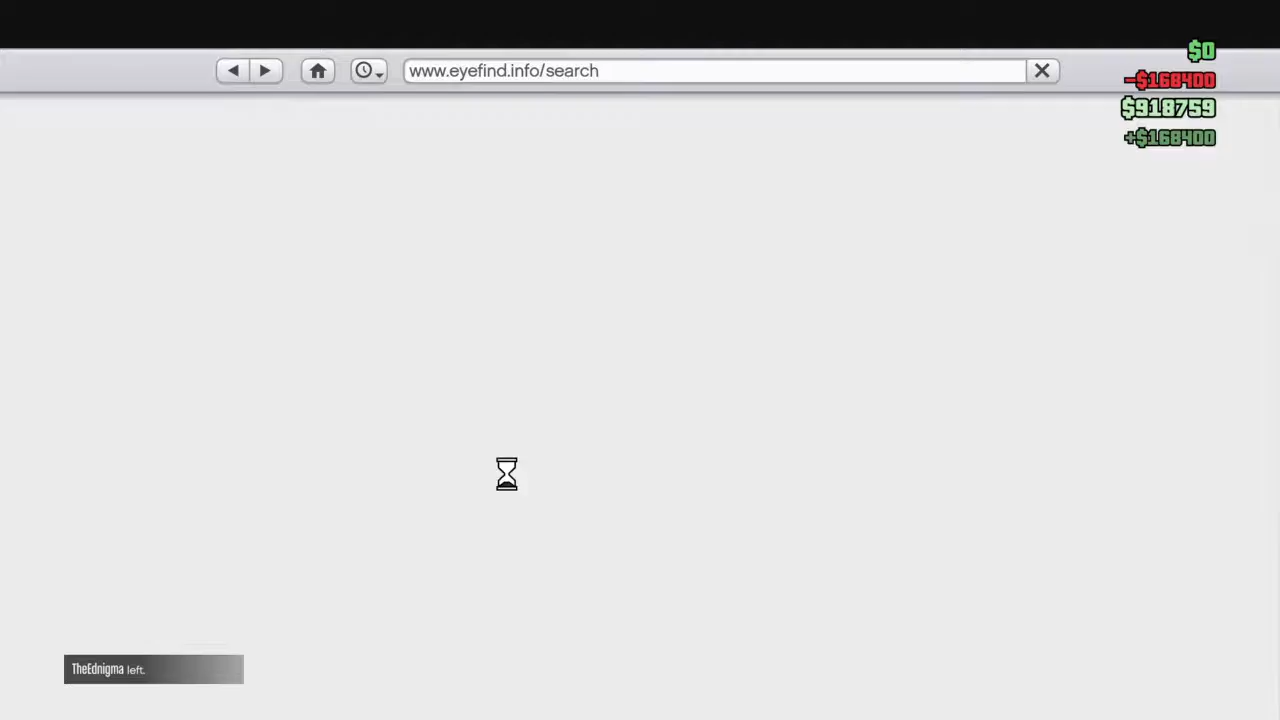 www.eyefind.info/search
$0
-$168400
$918759
+$168400
TheEdnigma left.